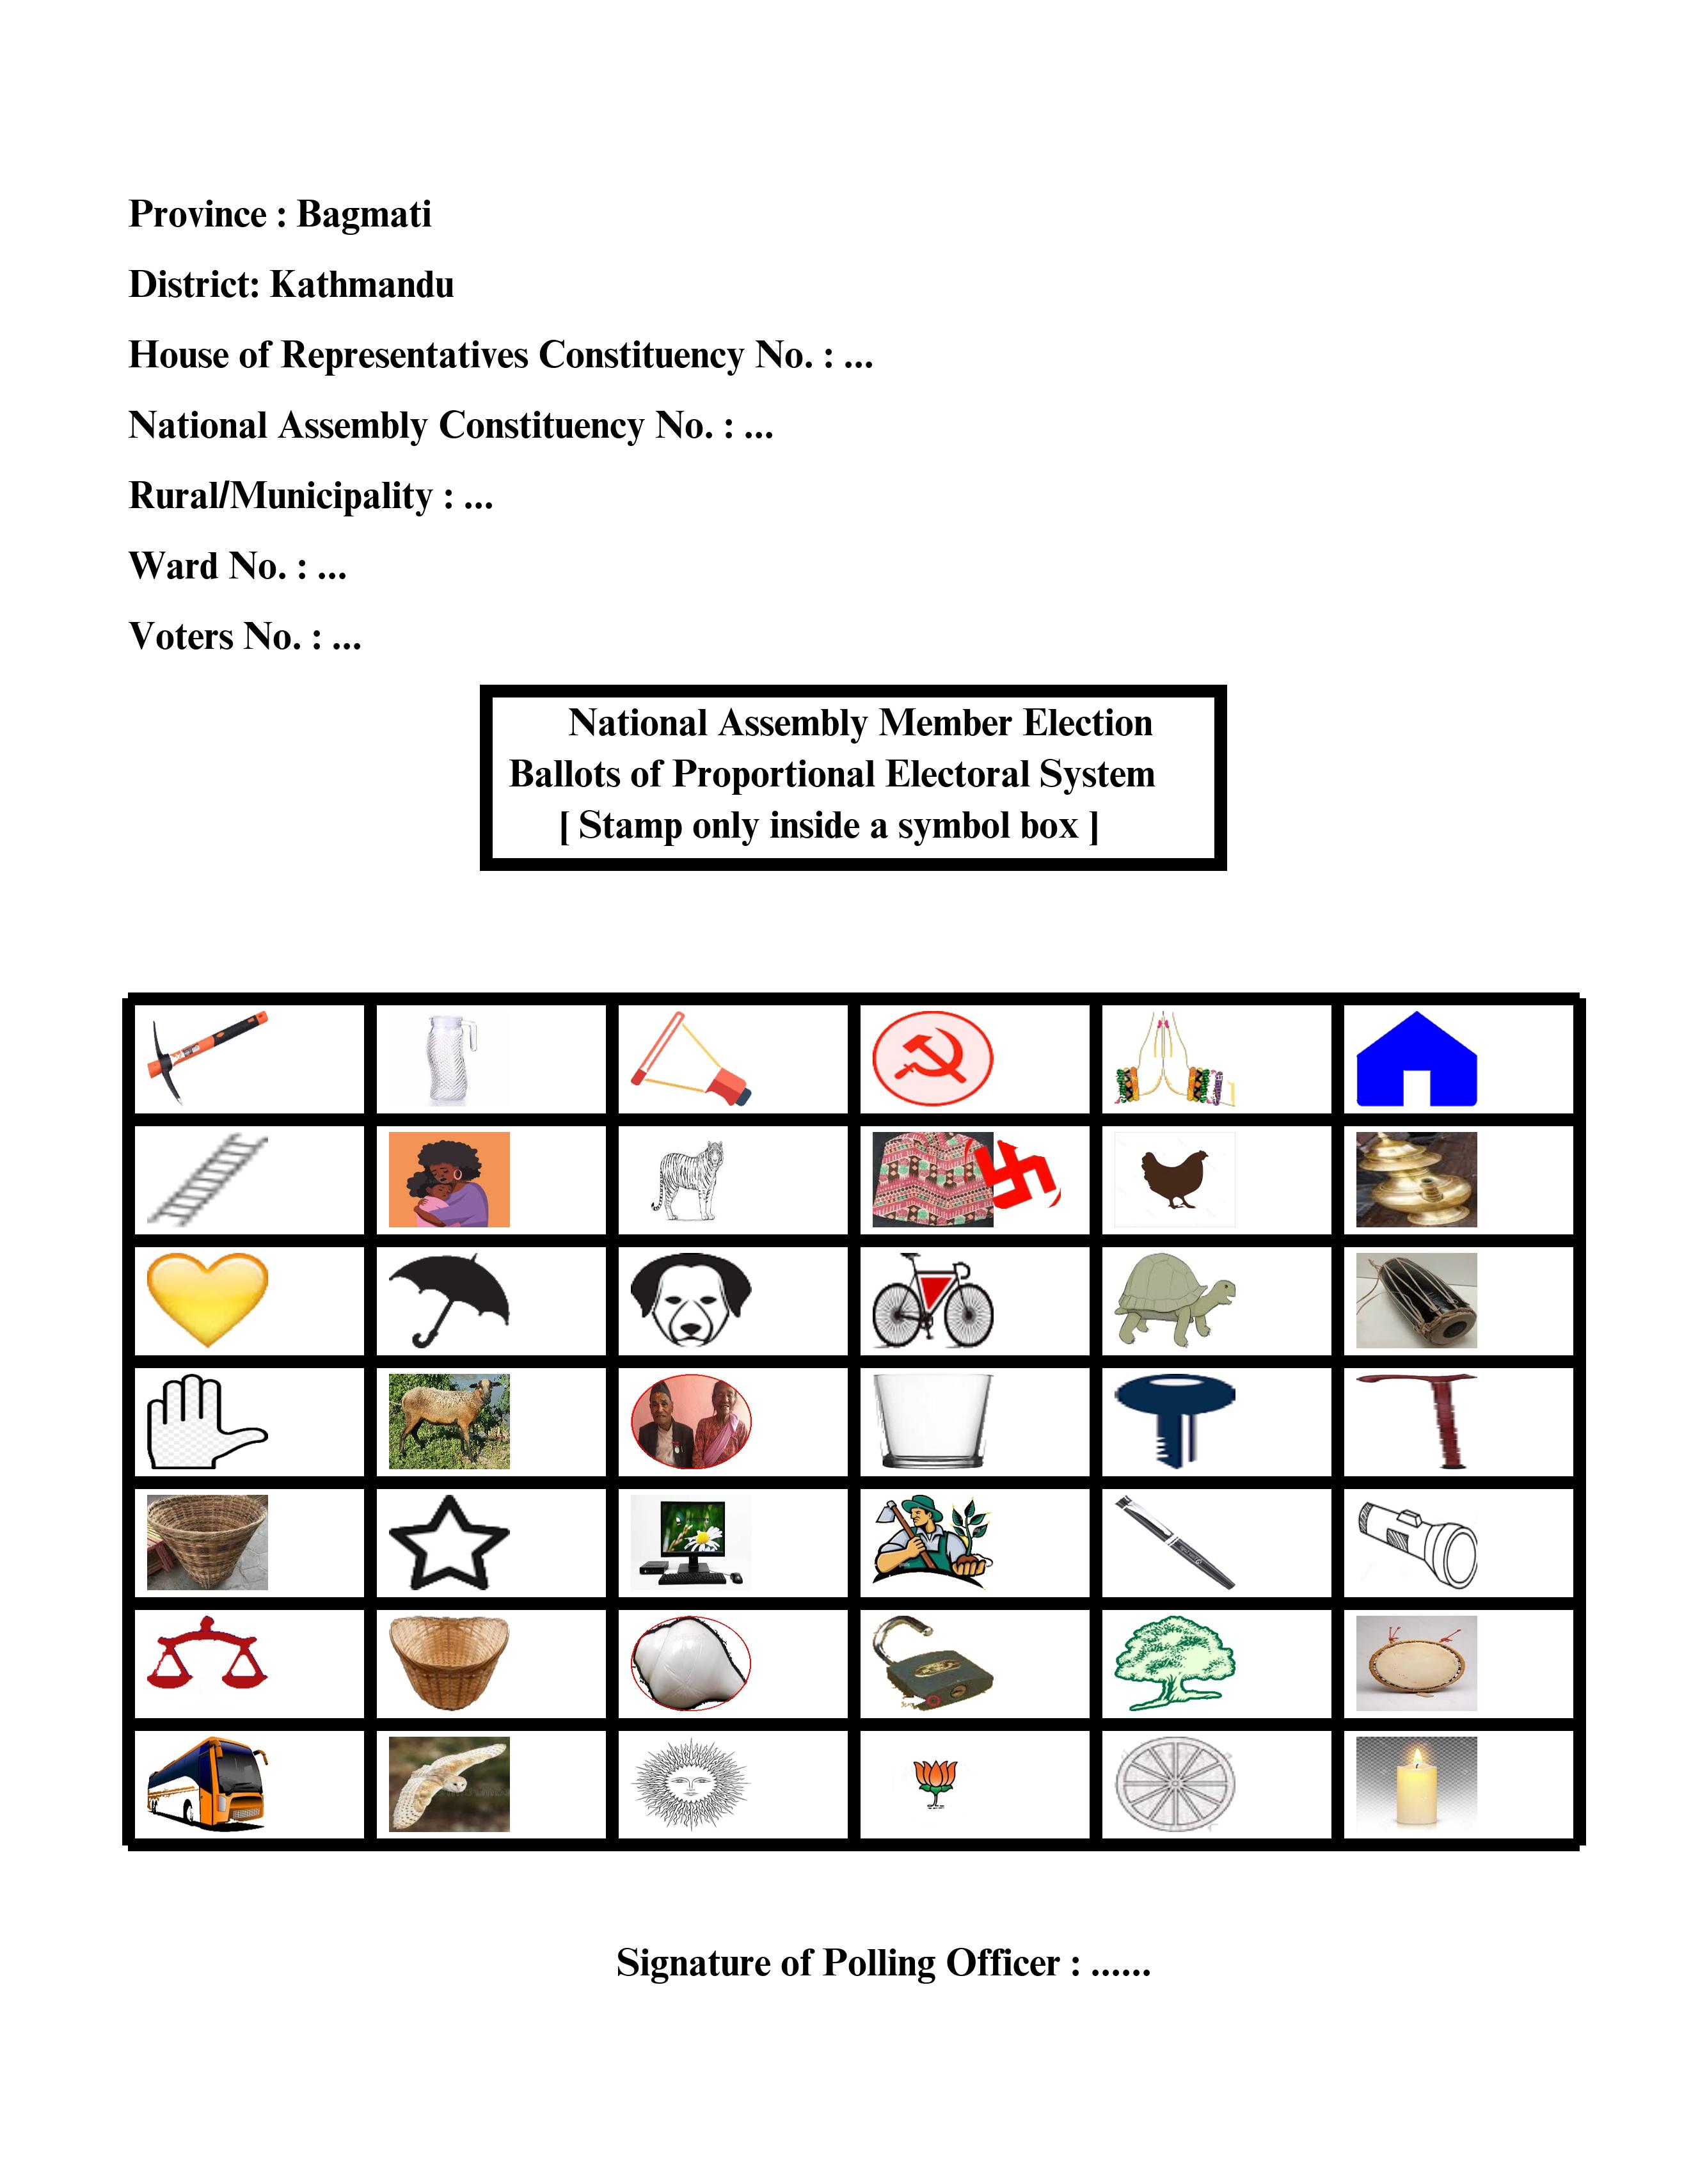 Province : Bagmati
District: Kathmandu
House of Representatives Constituency No. : ...
National Assembly Constituency No. : ...
Rural/Municipality : ...
Ward No. : ...
Voters No. : ...
National Assembly Member Election
Ballots of Proportional Electoral System
[ Stamp only inside a symbol box ]
Signature of Polling Officer : ......